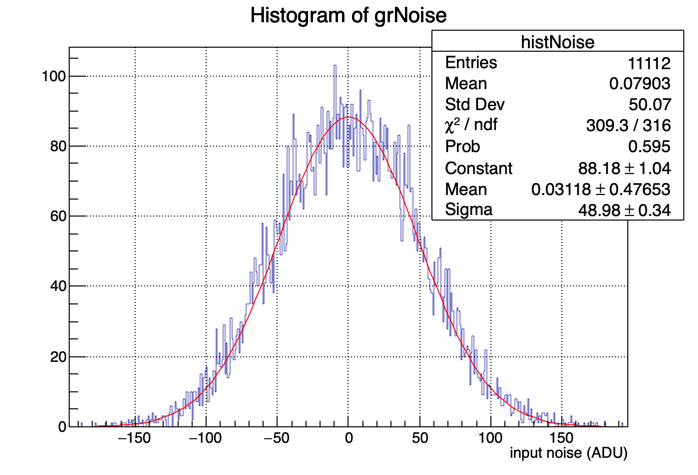 Histogram of grNoise
histNoise
Entries 11112
Mean 0.07903
Std Dev 50.07
χ² / ndf 309.3 / 316
Prob 0.595
Constant 88.18 ± 1.04
Mean 0.03118 ± 0.47653
Sigma 48.98 ± 0.34
100
80
60
40
20
0
−150 −100 −50 0 50 100 150
input noise (ADU)